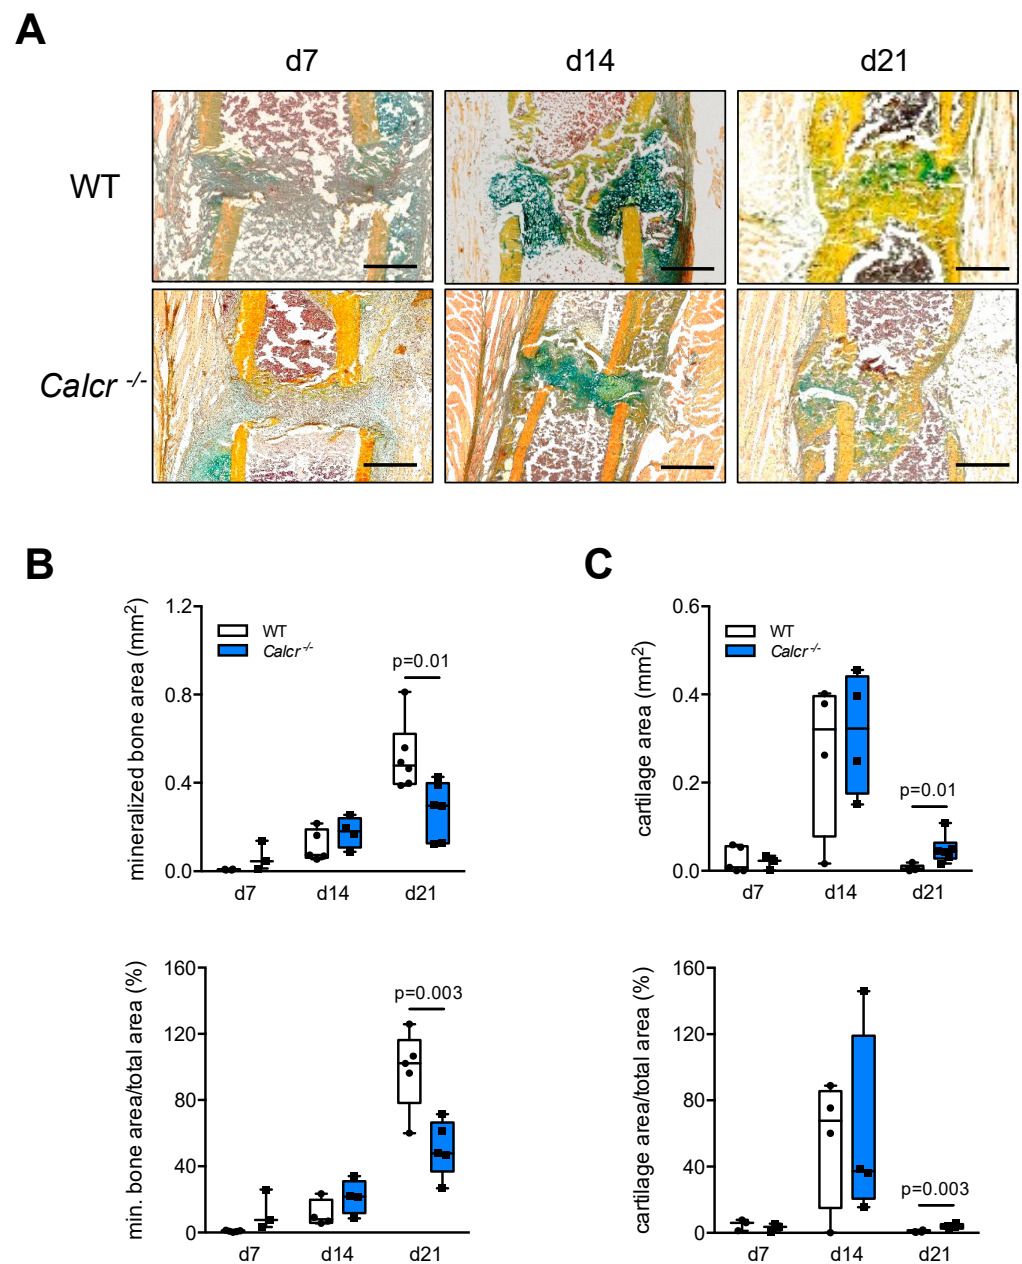 A
d7 d14 d21
WT
Calcr -/-
B
mineralized bone area (mm2)
1.2
0.8
0.4
0.0
WT
Calcr-/-
p=0.01
d7 d14 d21
C
cartilage area (mm2)
0.6
0.4
0.2
0.0
WT
Calcr-/-
p=0.01
d7 d14 d21
min. bone area/total area (%)
160
120
80
40
0
p=0.003
d7 d14 d21
cartilage area/total area (%)
160
120
80
40
0
p=0.003
d7 d14 d21